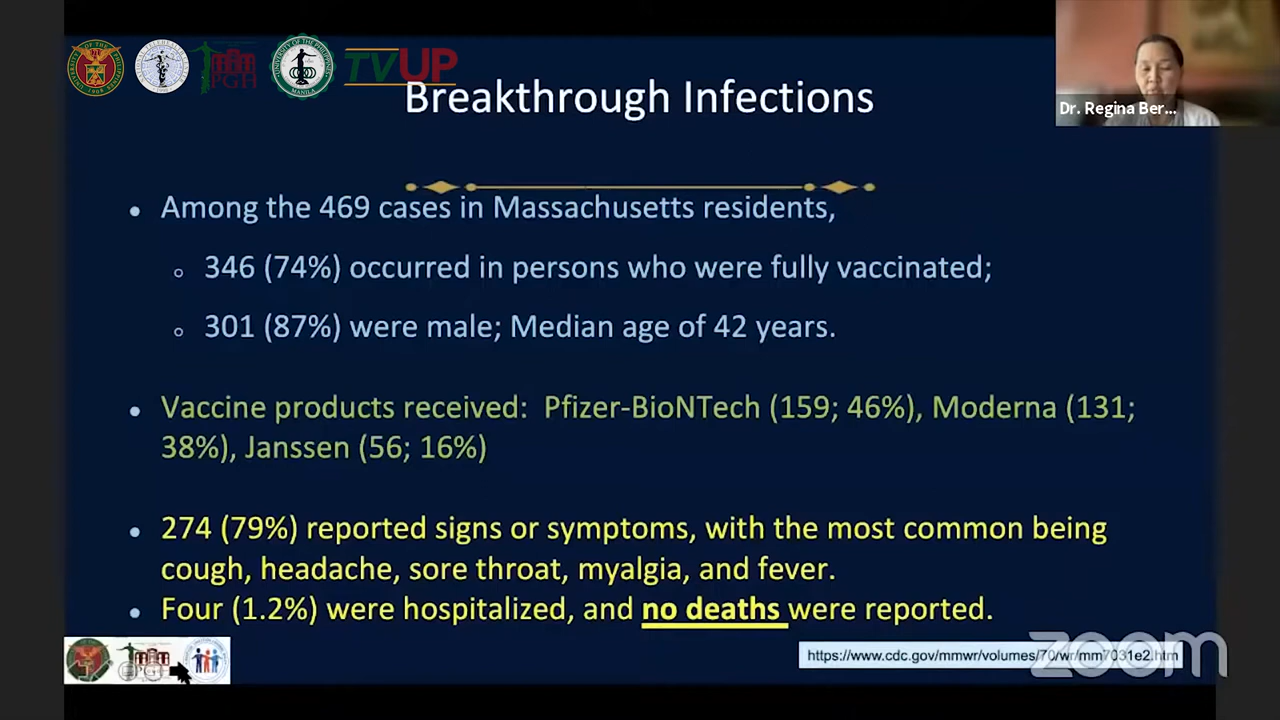 TVUP
PGH
Breakthrough Infections
Dr. Regina Ber...
• Among the 469 cases in Massachusetts residents,
○ 346 (74%) occurred in persons who were fully vaccinated;
○ 301 (87%) were male; Median age of 42 years.
• Vaccine products received: Pfizer-BioNTech (159; 46%), Moderna (131;
38%), Janssen (56; 16%)
• 274 (79%) reported signs or symptoms, with the most common being
cough, headache, sore throat, myalgia, and fever.
• Four (1.2%) were hospitalized, and no deaths were reported.
https://www.cdc.gov/mmwr/volumes/70/wr/mm7031e2.htm
zoom